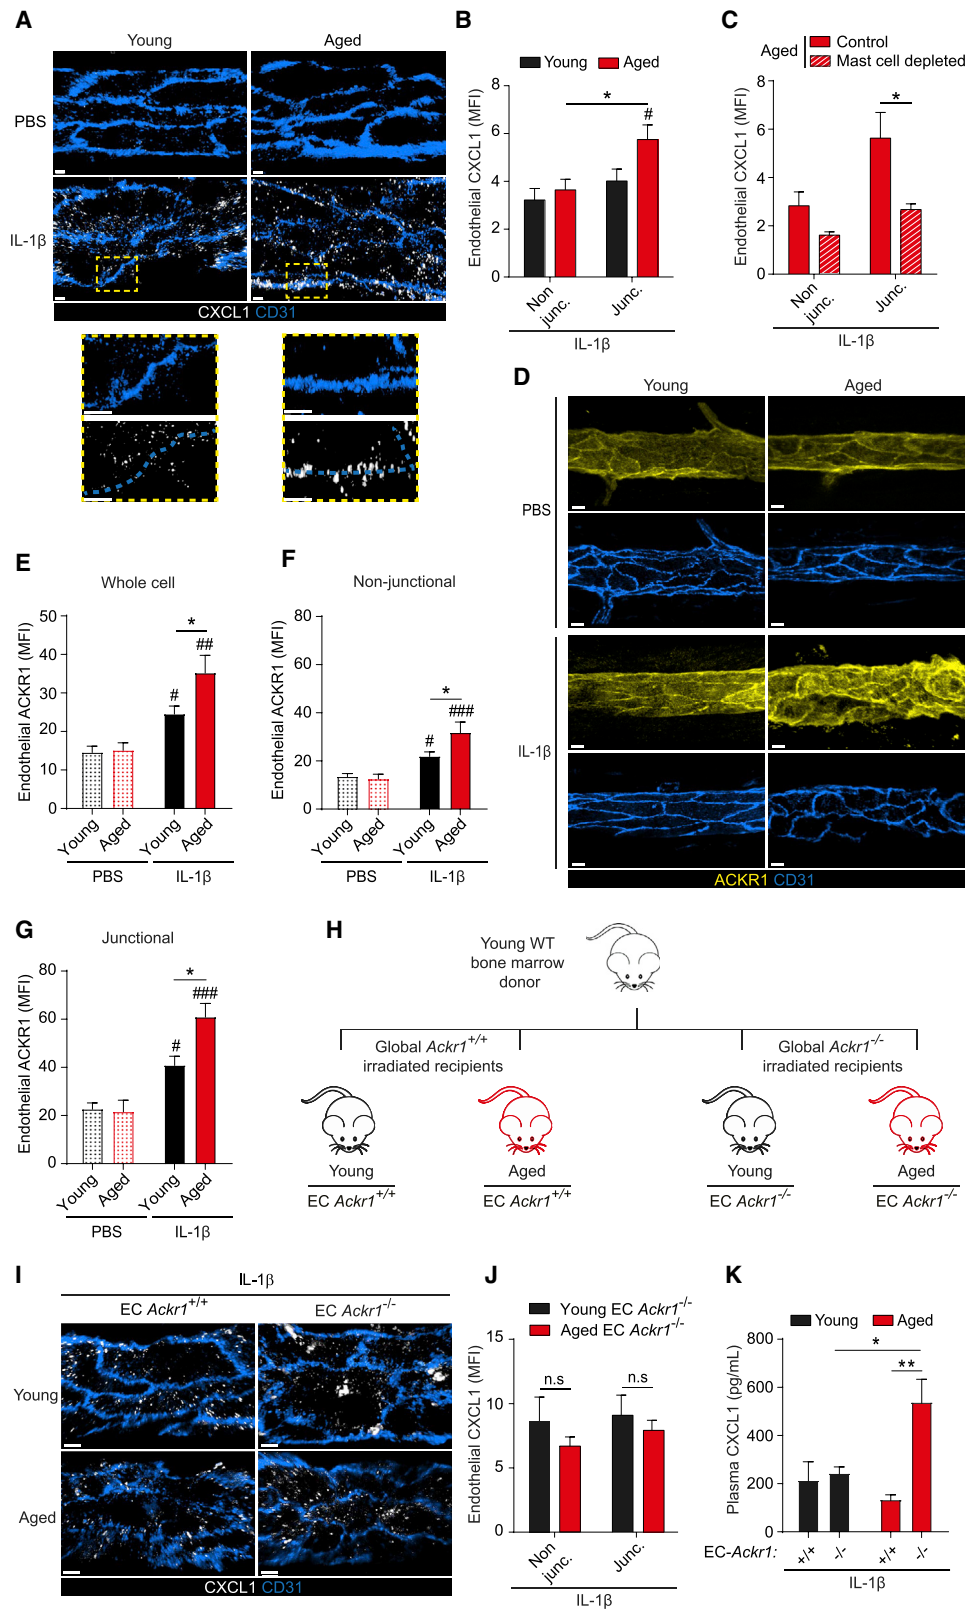 A
Young
Aged
PBS
IL-1β
CXCL1 CD31
B
Young Aged
Endothelial CXCL1 (MFI)
8
6
4
2
0
*
#
Non junc.
Junc.
IL-1β
C
Aged
Control
Mast cell depleted
Endothelial CXCL1 (MFI)
8
6
4
2
0
*
Non junc.
Junc.
IL-1β
D
Young
Aged
PBS
IL-1β
ACKR1 CD31
E
Whole cell
Endothelial ACKR1 (MFI)
50
40
30
20
10
0
*
#
##
Young
Aged
Young
Aged
PBS
IL-1β
F
Non-junctional
Endothelial ACKR1 (MFI)
80
60
40
20
0
*
#
###
Young
Aged
Young
Aged
PBS
IL-1β
G
Junctional
Endothelial ACKR1 (MFI)
80
60
40
20
0
*
#
###
Young
Aged
Young
Aged
PBS
IL-1β
H
Young WT
bone marrow
donor
Global Ackr1+/+
irradiated recipients
Global Ackr1-/-
irradiated recipients
Young
Aged
Young
Aged
EC Ackr1+/+
EC Ackr1+/+
EC Ackr1-/-
EC Ackr1-/-
I
IL-1β
EC Ackr1+/+
EC Ackr1-/-
Young
Aged
CXCL1 CD31
J
Young EC Ackr1-/-
Aged EC Ackr1-/-
Endothelial CXCL1 (MFI)
15
10
5
0
n.s
n.s
Non junc.
Junc.
IL-1β
K
Young Aged
Plasma CXCL1 (pg/mL)
800
600
400
200
0
*
**
EC-Ackr1: +/+ -/- +/+ -/-
IL-1β